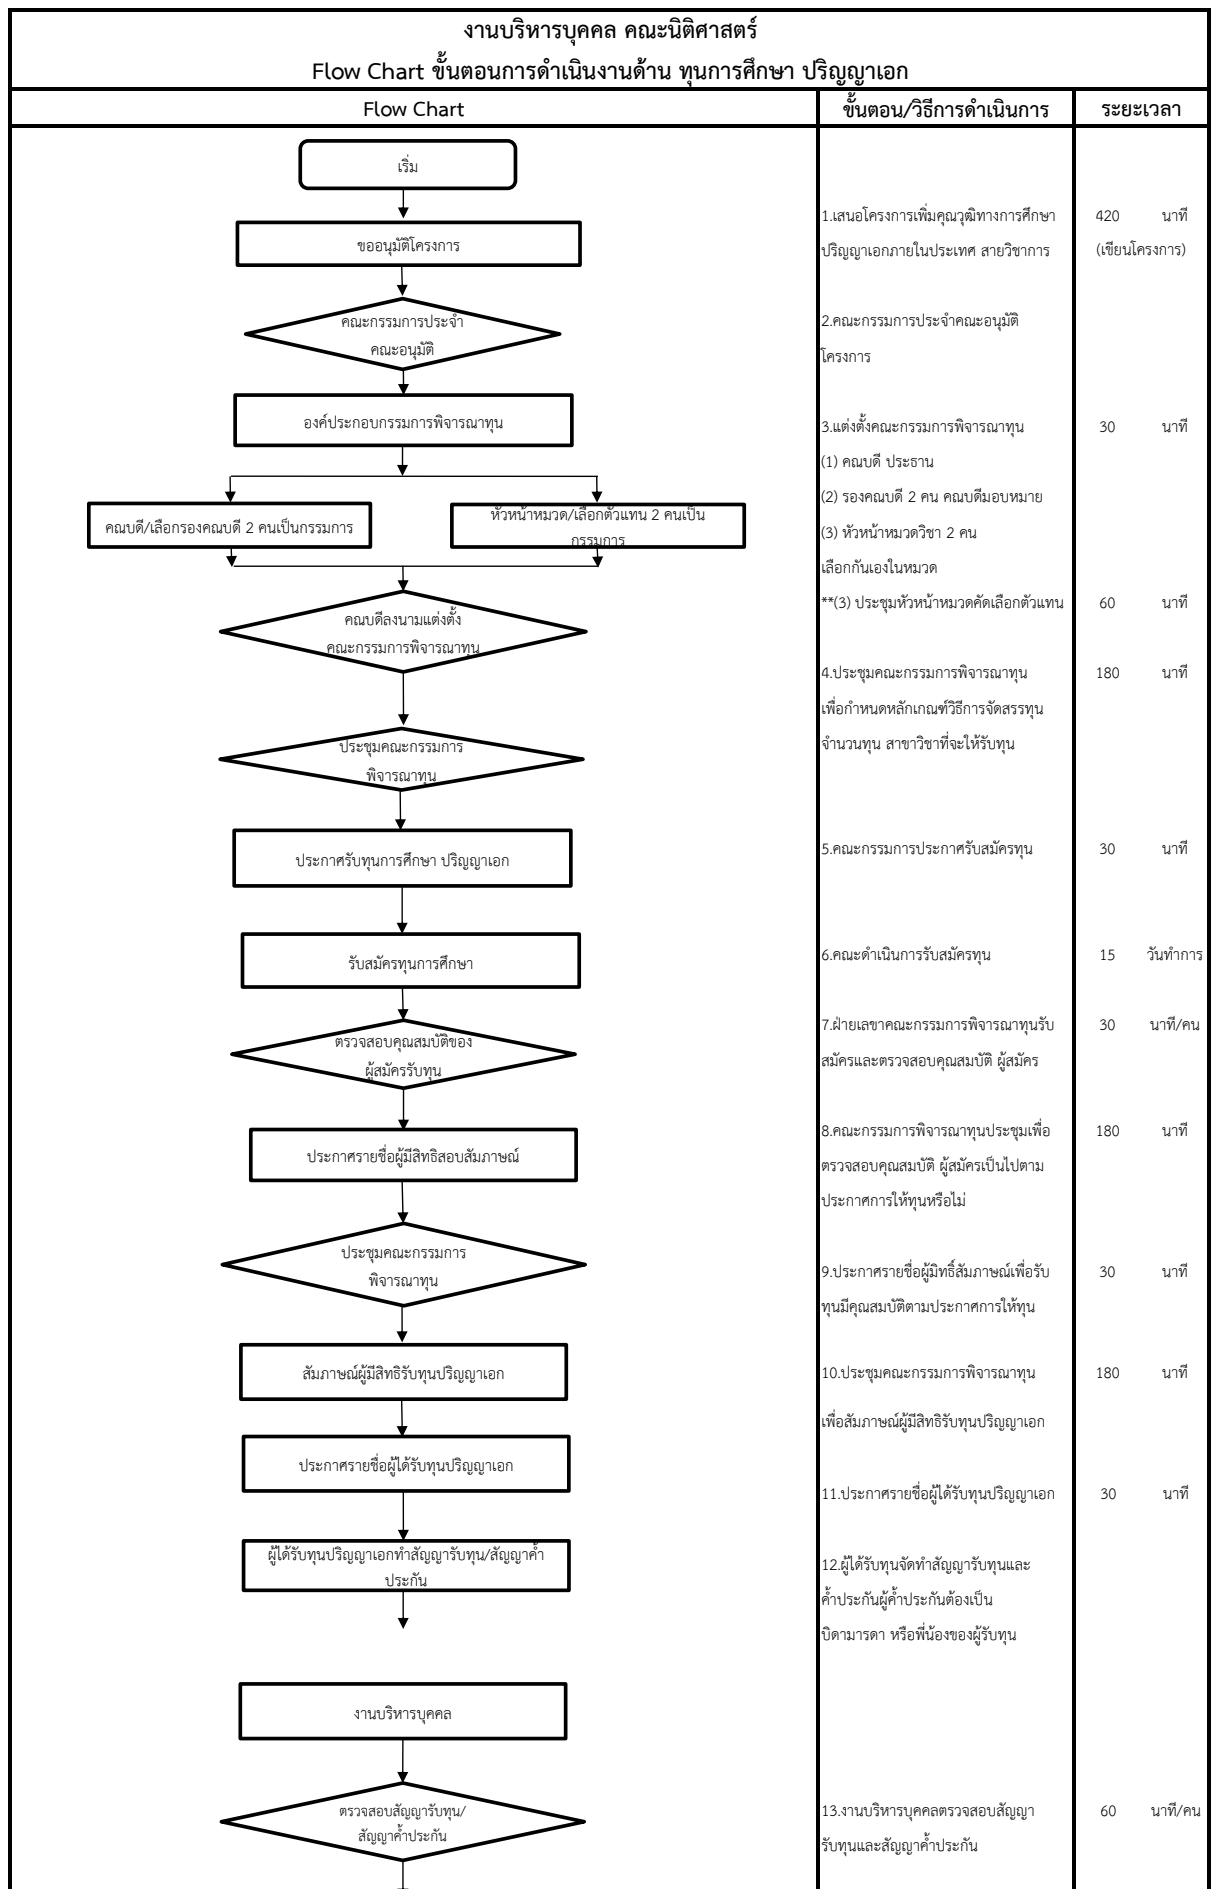 งานบริหารบุคคล คณะนิติศาสตร์
Flow Chart ขั้นตอนการดำเนินงานด้าน ทุนการศึกษา ปริญญาเอก
Flow Chart
ขั้นตอน/วิธีการดำเนินการ
ระยะเวลา
เริ่ม
ขออนุมัติโครงการ
คณะกรรมการประจำ
คณะอนุมัติ
องค์ประกอบกรรมการพิจารณาทุน
คณบดี/เลือกรองคณบดี 2 คนเป็นกรรมการ
หัวหน้าหมวด/เลือกตัวแทน 2 คนเป็น
กรรมการ
คณบดีลงนามแต่งตั้ง
คณะกรรมการพิจารณาทุน
ประชุมคณะกรรมการ
พิจารณาทุน
ประกาศรับทุนการศึกษา ปริญญาเอก
รับสมัครทุนการศึกษา
ตรวจสอบคุณสมบัติของ
ผู้สมัครรับทุน
ประกาศรายชื่อผู้มีสิทธิสอบสัมภาษณ์
ประชุมคณะกรรมการ
พิจารณาทุน
สัมภาษณ์ผู้มีสิทธิรับทุนปริญญาเอก
ประกาศรายชื่อผู้ได้รับทุนปริญญาเอก
ผู้ได้รับทุนปริญญาเอกทำสัญญารับทุน/สัญญาค้ำ
ประกัน
งานบริหารบุคคล
ตรวจสอบสัญญารับทุน/
สัญญาค้ำประกัน
1.เสนอโครงการเพิ่มคุณวุฒิทางการศึกษา 420 นาที
ปริญญาเอกภายในประเทศ สายวิชาการ (เขียนโครงการ)
2.คณะกรรมการประจำคณะอนุมัติ
โครงการ
3.แต่งตั้งคณะกรรมการพิจารณาทุน 30 นาที
(1) คณบดี ประธาน
(2) รองคณบดี 2 คน คณบดีมอบหมาย
(3) หัวหน้าหมวดวิชา 2 คน
เลือกกันเองในหมวด
**(3) ประชุมหัวหน้าหมวดคัดเลือกตัวแทน 60 นาที
4.ประชุมคณะกรรมการพิจารณาทุน 180 นาที
เพื่อกำหนดหลักเกณฑ์วิธีการจัดสรรทุน
จำนวนทุน สาขาวิชาที่จะให้รับทุน
5.คณะกรรมการประกาศรับสมัครทุน 30 นาที
6.คณะดำเนินการรับสมัครทุน 15 วันทำการ
7.ฝ่ายเลขาคณะกรรมการพิจารณาทุนรับ 30 นาที/คน
สมัครและตรวจสอบคุณสมบัติ ผู้สมัคร
8.คณะกรรมการพิจารณาทุนประชุมเพื่อ 180 นาที
ตรวจสอบคุณสมบัติ ผู้สมัครเป็นไปตาม
ประกาศการให้ทุนหรือไม่
9.ประกาศรายชื่อผู้มิทธิ์สัมภาษณ์เพื่อรับ 30 นาที
ทุนมีคุณสมบัติตามประกาศการให้ทุน
10.ประชุมคณะกรรมการพิจารณาทุน 180 นาที
เพื่อสัมภาษณ์ผู้มีสิทธิรับทุนปริญญาเอก
11.ประกาศรายชื่อผู้ได้รับทุนปริญญาเอก 30 นาที
12.ผู้ได้รับทุนจัดทำสัญญารับทุนและ
ค้ำประกันผู้ค้ำประกันต้องเป็น
บิดามารดา หรือพี่น้องของผู้รับทุน
13.งานบริหารบุคคลตรวจสอบสัญญา 60 นาที/คน
รับทุนและสัญญาค้ำประกัน